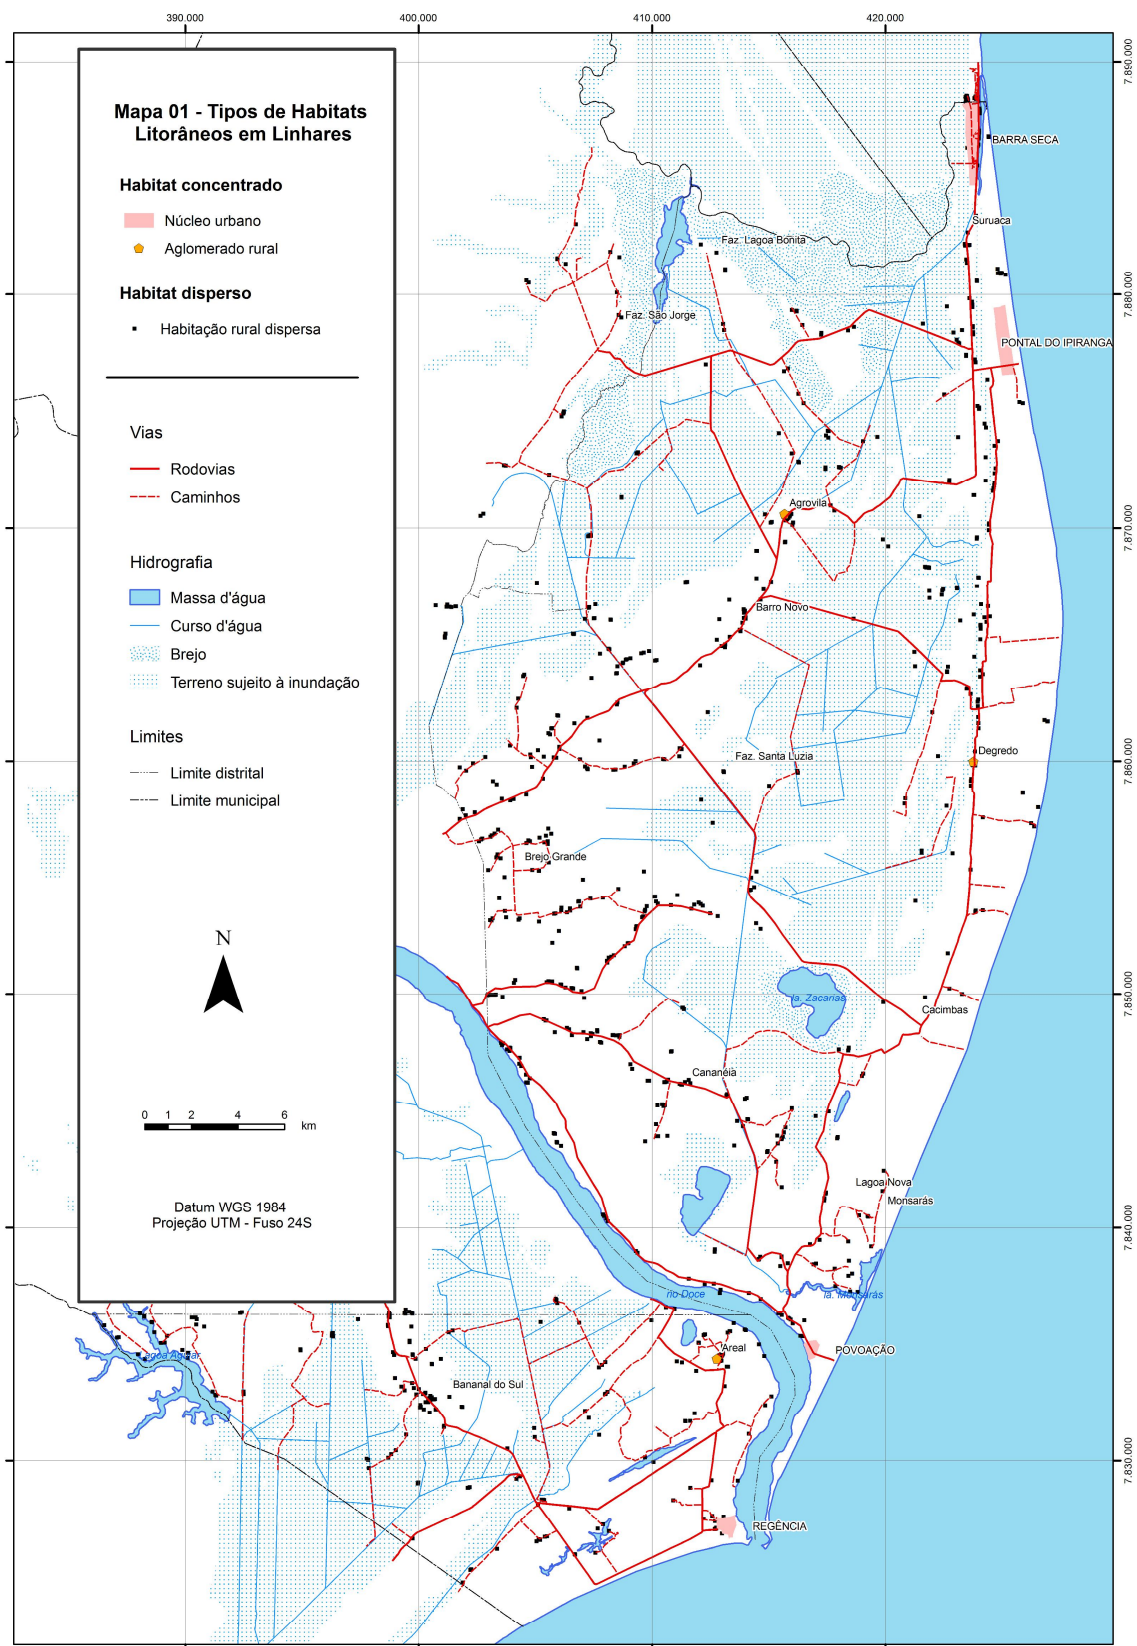 390.000
400.000
410.000
420.000
Mapa 01 - Tipos de Habitats
Litorâneos em Linhares
Habitat concentrado
Núcleo urbano
Aglomerado rural
Habitat disperso
Habitação rural dispersa
Vias
Rodovias
Caminhos
Hidrografia
Massa d'água
Curso d'água
Brejo
Terreno sujeito à inundação
Limites
Limite distrital
Limite municipal
N
0 1 2 4 6
km
Datum WGS 1984
Projeção UTM - Fuso 24S
7.890.000
BARRA SECA
Suruaca
Faz. Lagoa Bonita
7.880.000
Faz. São Jorge
PONTAL DO IPIRANGA
Agrovila
7.870.000
Barro Novo
Degredo
Faz. Santa Luzia
7.860.000
Brejo Grande
la. Zacarias
7.850.000
Cacimbas
Cananéia
Lagoa Nova
Monsarás
7.840.000
rio Doce
la. Monsarás
Areal
POVOAÇÃO
Lagoa Aguiar
Bananal do Sul
7.830.000
REGÊNCIA